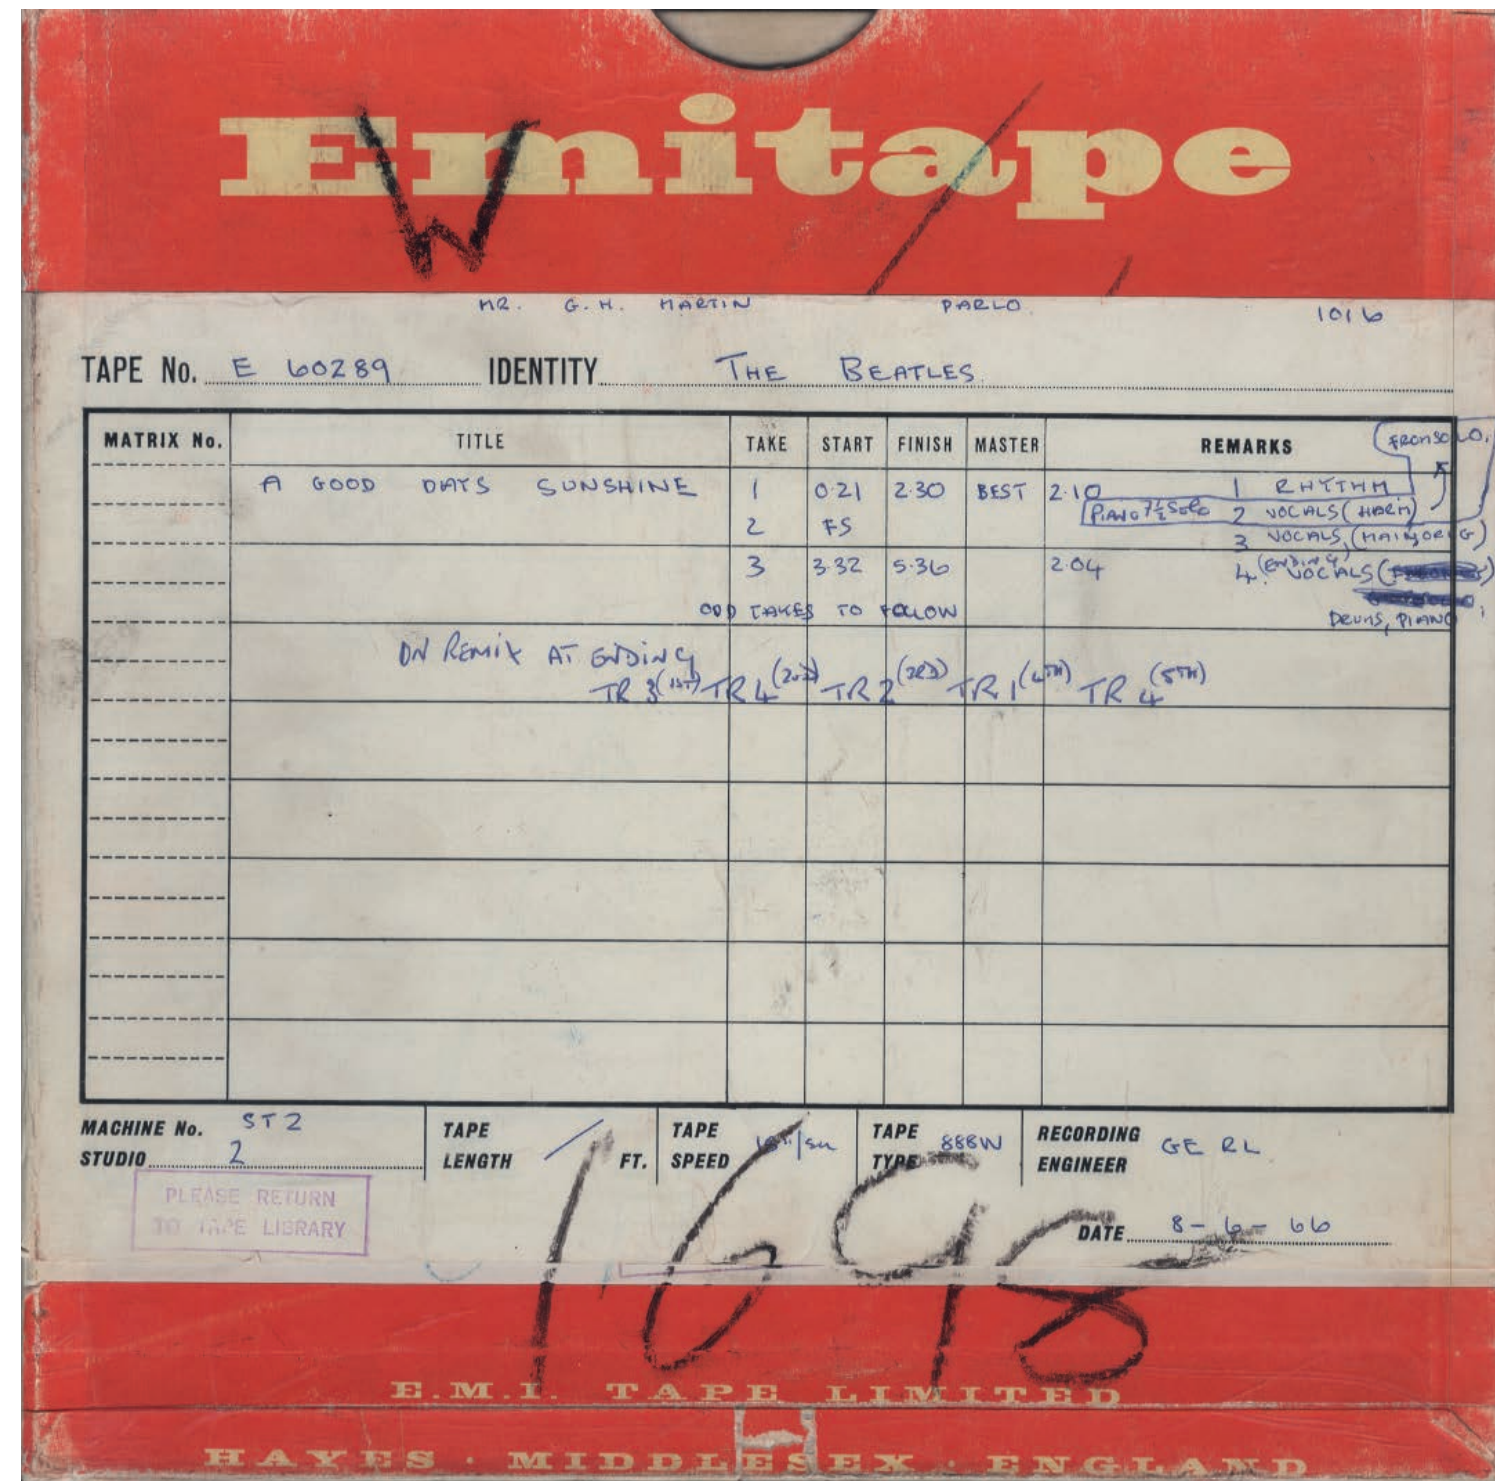 Emitape
W
MR. G.H. MARTIN PARLO. 1016
TAPE No. E 60289 IDENTITY THE BEATLES.
MATRIX No. TITLE TAKE START FINISH MASTER REMARKS (FROM SOLO.
A GOOD DAYS SUNSHINE 1 0.21 2.30 BEST 2.10 1 RHYTHM
2 FS PIANO 7½ SOLO 2 VOCALS (HARM)
3 VOCALS, (MAIN, ORIG)
3 3.32 5.36 2.04 4. (ENDING) VOCALS
ODD TAKES TO FOLLOW
DRUMS, PIANO
ON REMIX AT ENDING
TR 3 (1ST) TR 4 (2ND) TR 2 (3RD) TR 1 (4TH) TR 4 (5TH)
MACHINE No. ST 2
STUDIO 2
TAPE LENGTH / FT.
TAPE SPEED
TAPE TYPE 888W
RECORDING ENGINEER GE RL
PLEASE RETURN
TO TAPE LIBRARY
DATE 8-6-66
1698
E.M.I. TAPE LIMITED
HAYES · MIDDLESEX · ENGLAND